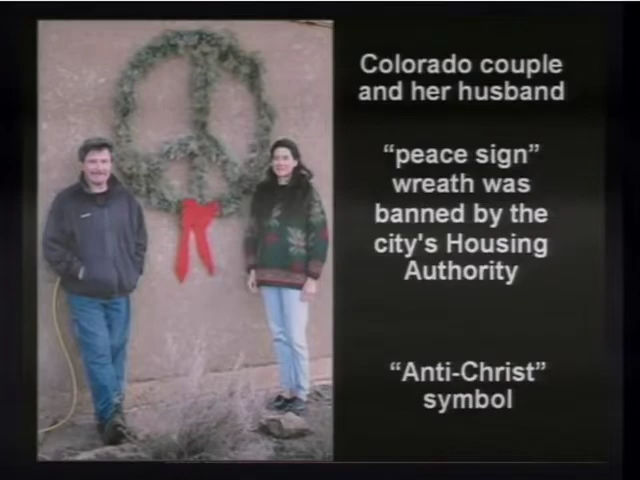 Colorado couple
and her husband
“peace sign”
wreath was
banned by the
city's Housing
Authority
“Anti-Christ”
symbol